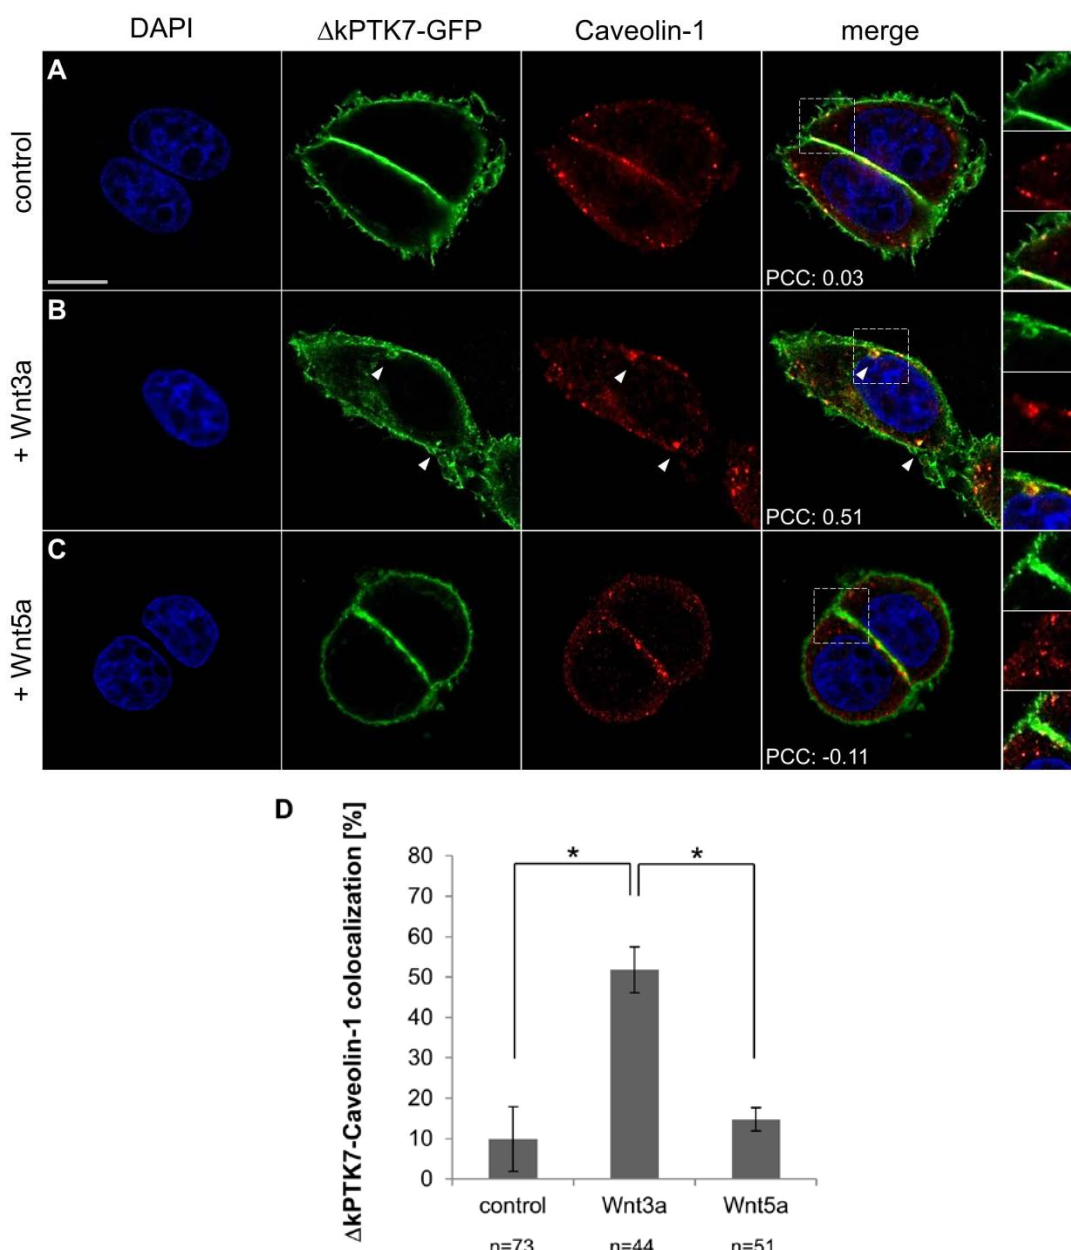 DAPI ΔkPTK7-GFP Caveolin-1 merge
A
control
PCC: 0.03
B
+ Wnt3a
PCC: 0.51
C
+ Wnt5a
PCC: -0.11
D
ΔkPTK7-Caveolin-1 colocalization [%]
* *
80
70
60
50
40
30
20
10
0
control Wnt3a Wnt5a
n=73 n=44 n=51